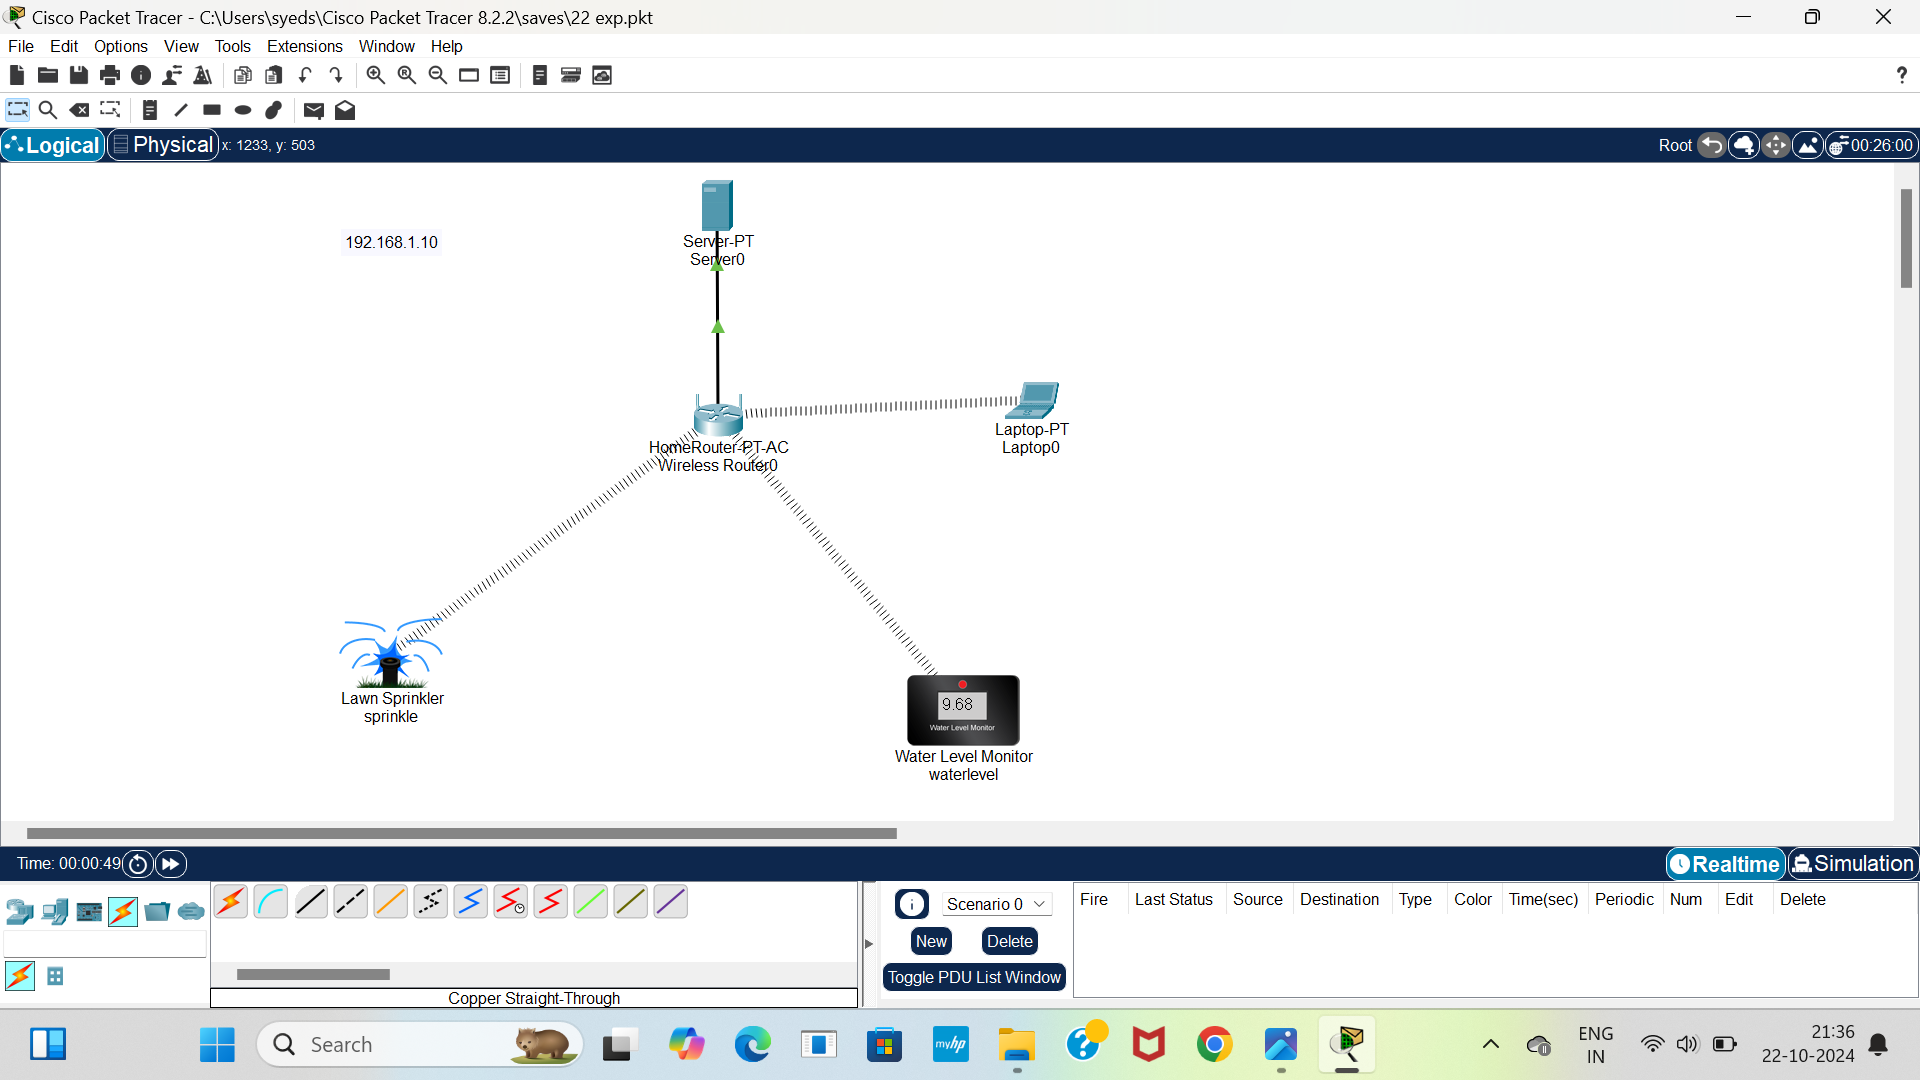 Cisco Packet Tracer - C:\Users\syeds\Cisco Packet Tracer 8.2.2\saves\22 exp.pkt
File Edit Options View Tools Extensions Window Help
?
Logical Physical x: 1233, y: 503 Root 00:26:00
192.168.1.10
Server-PT
Server0
Laptop-PT
Laptop0
HomeRouter-PT-AC
Wireless Router0
Lawn Sprinkler
sprinkle
9.68
Water Level Monitor
Water Level Monitor
waterlevel
Time: 00:00:49 Realtime Simulation
Scenario 0
New Delete
Toggle PDU List Window
Fire Last Status Source Destination Type Color Time(sec) Periodic Num Edit Delete
Copper Straight-Through
Search
myhp
ENG
IN
21:36
22-10-2024